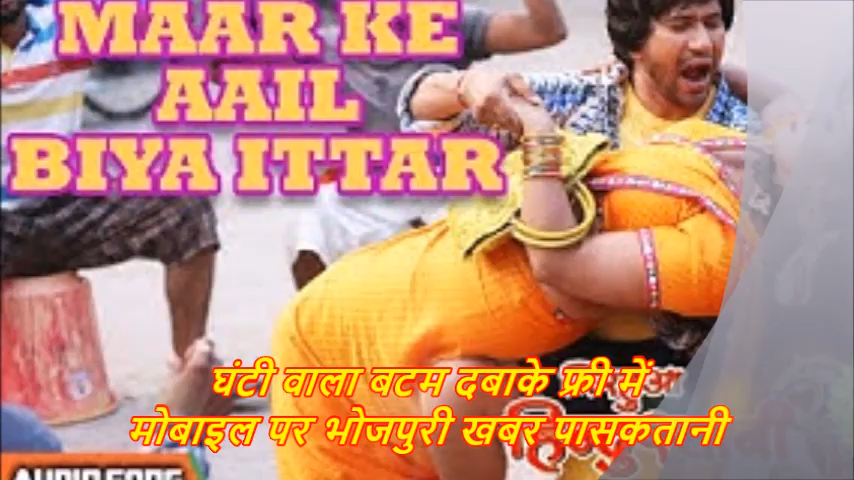 MAAR KE
AAIL
BIYA ITTAR
घंटी वाला बटम दबाके फ्री में
मोबाइल पर भोजपुरी खबर पासकतानी